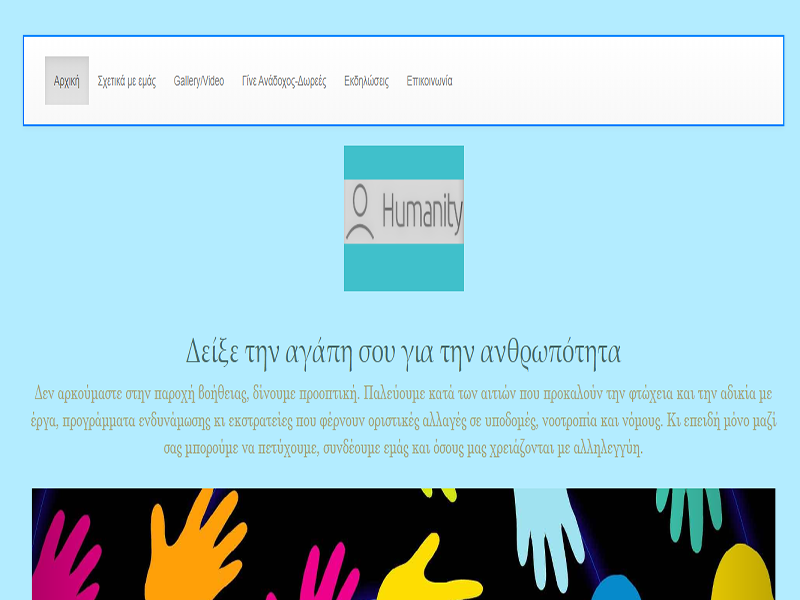 Αρχική Σχετικά με εμάς Gallery/Video Γίνε Ανάδοχος-Δωρεές Εκδηλώσεις Επικοινωνία
Humanity
Δείξε την αγάπη σου για την ανθρωπότητα
Δεν αρκούμαστε στην παροχή βοήθειας, δίνουμε προοπτική. Παλεύουμε κατά των αιτιών που προκαλούν την φτώχεια και την αδικία με
έργα, προγράμματα ενδυνάμωσης κι εκστρατείες που φέρνουν οριστικές αλλαγές σε υποδομές, νοοτροπία και νόμους. Κι επειδή μόνο μαζί
σας μπορούμε να πετύχουμε, συνδέουμε εμάς και όσους μας χρειάζονται με αλληλεγγύη.